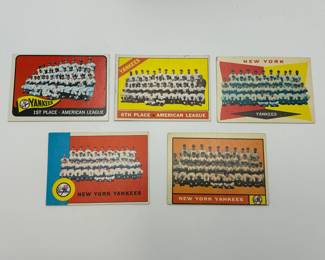 YANKEES
1ST PLACE AMERICAN LEAGUE
YANKEES
6TH PLACE AMERICAN LEAGUE
NEW YORK
YANKEES
NEW YORK YANKEES
NEW YORK YANKEES